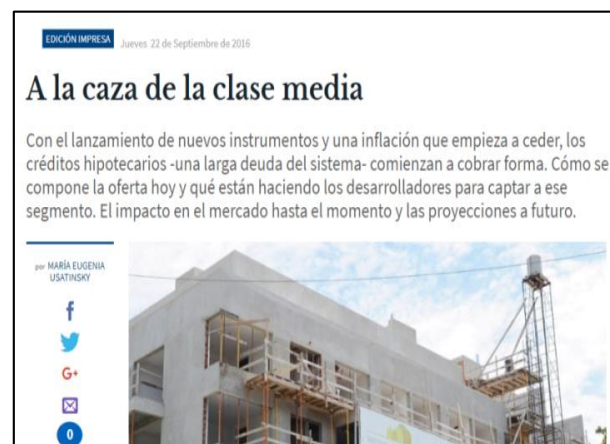 EDICIÓN IMPRESA Jueves 22 de Septiembre de 2016
A la caza de la clase media
Con el lanzamiento de nuevos instrumentos y una inflación que empieza a ceder, los
créditos hipotecarios -una larga deuda del sistema- comienzan a cobrar forma. Cómo se
compone la oferta hoy y qué están haciendo los desarrolladores para captar a ese
segmento. El impacto en el mercado hasta el momento y las proyecciones a futuro.
por MARÍA EUGENIA
USATINSKY
f
G+
0